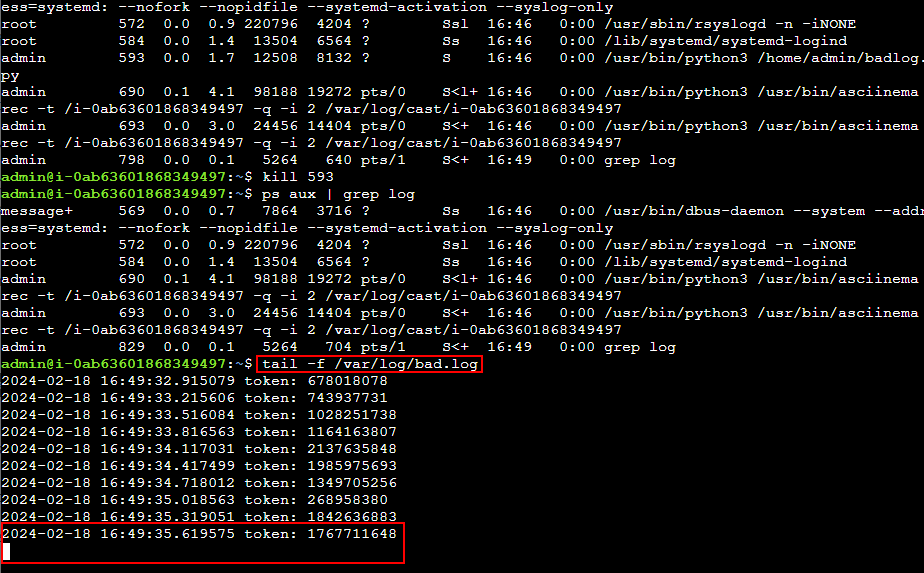 ess=systemd: --nofork --nopidfile --systemd-activation --syslog-only
root       572  0.0  0.9 220796  4204 ?        Ssl  16:46   0:00 /usr/sbin/rsyslogd -n -iNONE
root       584  0.0  1.4  13504  6564 ?        Ss   16:46   0:00 /lib/systemd/systemd-logind
admin      593  0.0  1.7  12508  8132 ?        S    16:46   0:00 /usr/bin/python3 /home/admin/badlog.
py
admin      690  0.1  4.1  98188 19272 pts/0    S<l+ 16:46   0:00 /usr/bin/python3 /usr/bin/asciinema
rec -t /i-0ab63601868349497 -q -i 2 /var/log/cast/i-0ab63601868349497
admin      693  0.0  3.0  24456 14404 pts/0    S<+  16:46   0:00 /usr/bin/python3 /usr/bin/asciinema
rec -t /i-0ab63601868349497 -q -i 2 /var/log/cast/i-0ab63601868349497
admin      798  0.0  0.1   5264   640 pts/1    S<+  16:49   0:00 grep log
admin@i-0ab63601868349497:~$ kill 593
admin@i-0ab63601868349497:~$ ps aux | grep log
message+   569  0.0  0.7   7864  3716 ?        Ss   16:46   0:00 /usr/bin/dbus-daemon --system --addr
ess=systemd: --nofork --nopidfile --systemd-activation --syslog-only
root       572  0.0  0.9 220796  4204 ?        Ssl  16:46   0:00 /usr/sbin/rsyslogd -n -iNONE
root       584  0.0  1.4  13504  6564 ?        Ss   16:46   0:00 /lib/systemd/systemd-logind
admin      690  0.1  4.1  98188 19272 pts/0    S<l+ 16:46   0:00 /usr/bin/python3 /usr/bin/asciinema
rec -t /i-0ab63601868349497 -q -i 2 /var/log/cast/i-0ab63601868349497
admin      693  0.0  3.0  24456 14404 pts/0    S<+  16:46   0:00 /usr/bin/python3 /usr/bin/asciinema
rec -t /i-0ab63601868349497 -q -i 2 /var/log/cast/i-0ab63601868349497
admin      829  0.0  0.1   5264   704 pts/1    S<+  16:49   0:00 grep log
admin@i-0ab63601868349497:~$ tail -f /var/log/bad.log
2024-02-18 16:49:32.915079 token: 678018078
2024-02-18 16:49:33.215606 token: 743937731
2024-02-18 16:49:33.516084 token: 1028251738
2024-02-18 16:49:33.816563 token: 1164163807
2024-02-18 16:49:34.117031 token: 2137635848
2024-02-18 16:49:34.417499 token: 1985975693
2024-02-18 16:49:34.718012 token: 1349705256
2024-02-18 16:49:35.018563 token: 268958380
2024-02-18 16:49:35.319051 token: 1842636883
2024-02-18 16:49:35.619575 token: 1767711648